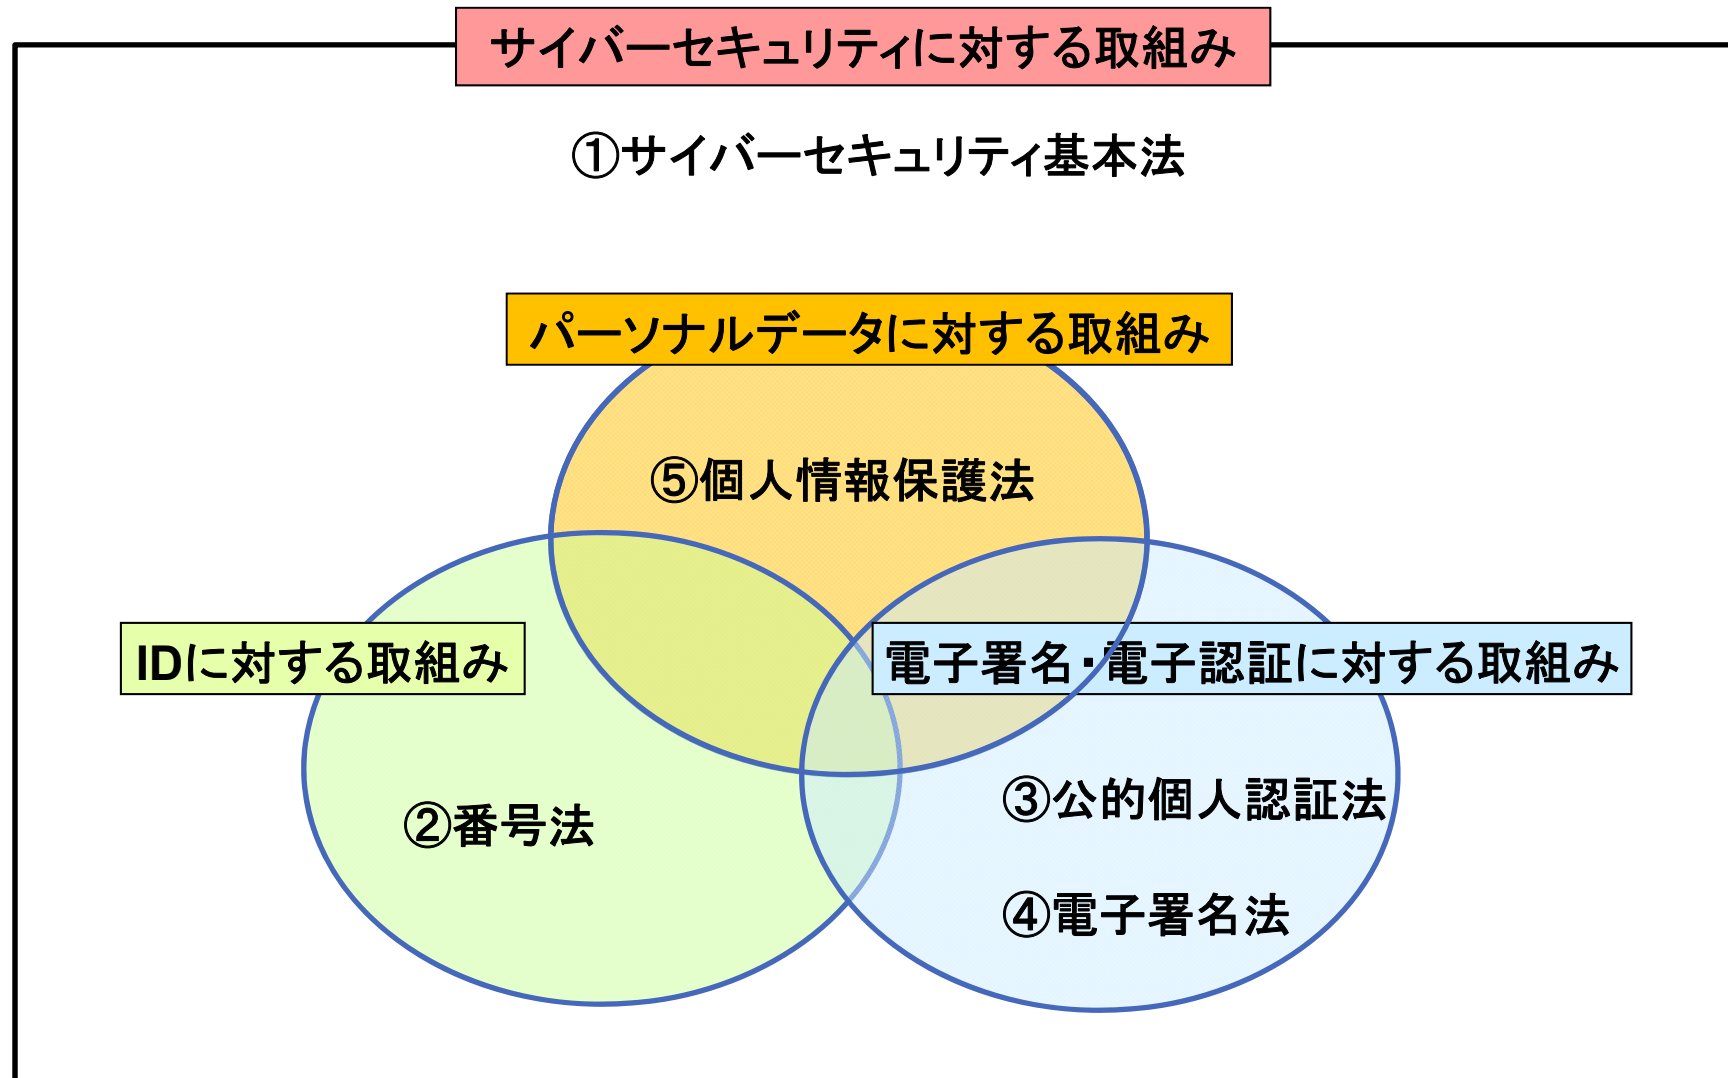 サイバーセキュリティに対する取組み
①サイバーセキュリティ基本法
パーソナルデータに対する取組み
⑤個人情報保護法
IDに対する取組み
電子署名・電子認証に対する取組み
③公的個人認証法
②番号法
④電子署名法